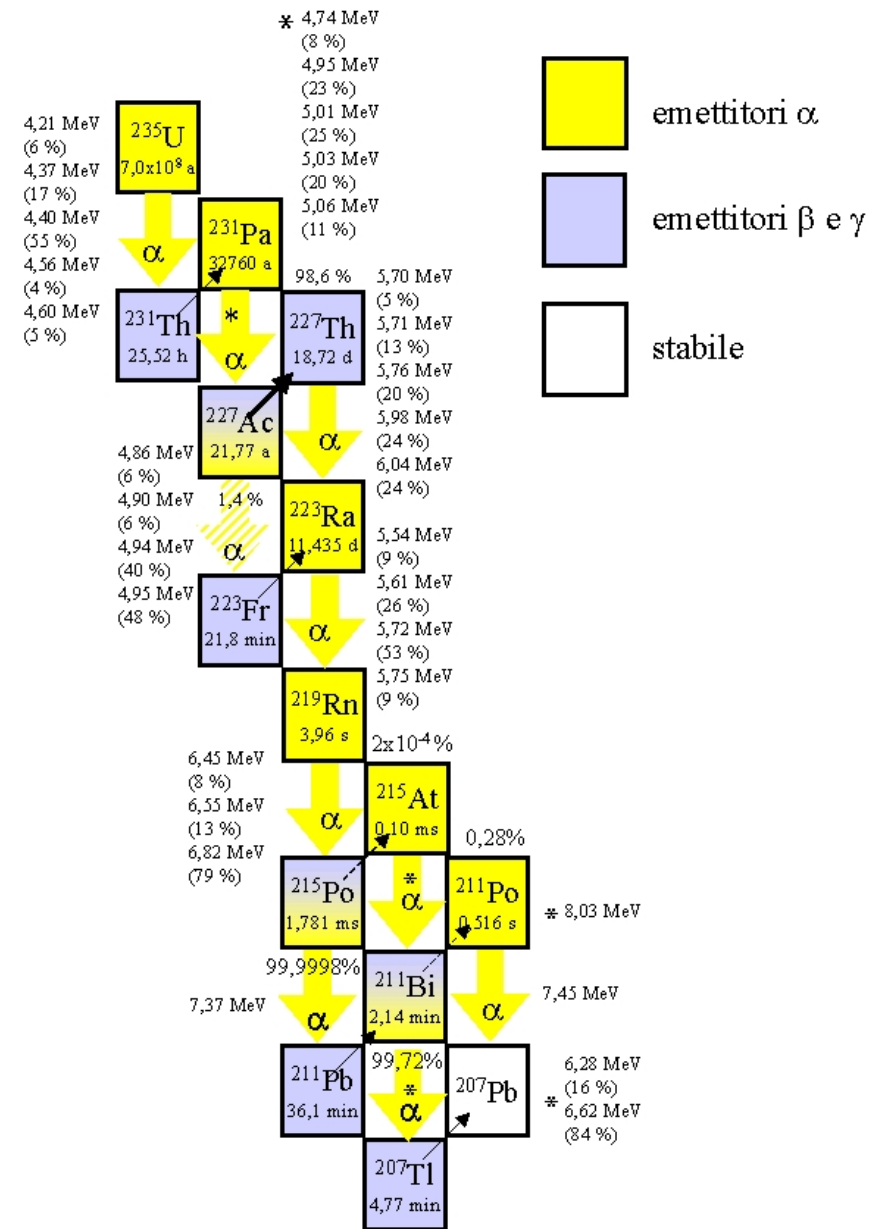 * 4,74 MeV
(8 %)
4,95 MeV
(23 %)
5,01 MeV
(25 %)
5,03 MeV
(20 %)
5,06 MeV
(11 %)
emettitori α
emettitori β e γ
stabile
4,21 MeV
(6 %)
4,37 MeV
(17 %)
4,40 MeV
(55 %)
4,56 MeV
(4 %)
4,60 MeV
(5 %)
²³⁵U
7,0x10⁸ a
α
²³¹Pa
32760 a
²³¹Th
25,52 h
*
α
98,6 %
²²⁷Th
18,72 d
5,70 MeV
(5 %)
5,71 MeV
(13 %)
5,76 MeV
(20 %)
5,98 MeV
(24 %)
6,04 MeV
(24 %)
²²⁷Ac
21,77 a
α
4,86 MeV
(6 %)
4,90 MeV
(6 %)
4,94 MeV
(40 %)
4,95 MeV
(48 %)
1,4 %
α
²²³Ra
11,435 d
5,54 MeV
(9 %)
5,61 MeV
(26 %)
5,72 MeV
(53 %)
5,75 MeV
(9 %)
²²³Fr
21,8 min
α
²¹⁹Rn
3,96 s
2x10⁻⁴%
6,45 MeV
(8 %)
6,55 MeV
(13 %)
6,82 MeV
(79 %)
α
²¹⁵At
0,10 ms
0,28%
²¹⁵Po
1,781 ms
*
α
²¹¹Po
0,516 s
* 8,03 MeV
99,9998%
7,37 MeV
α
²¹¹Bi
2,14 min
α
7,45 MeV
²¹¹Pb
36,1 min
99,72%
*
α
²⁰⁷Pb
6,28 MeV
(16 %)
* 6,62 MeV
(84 %)
²⁰⁷Tl
4,77 min